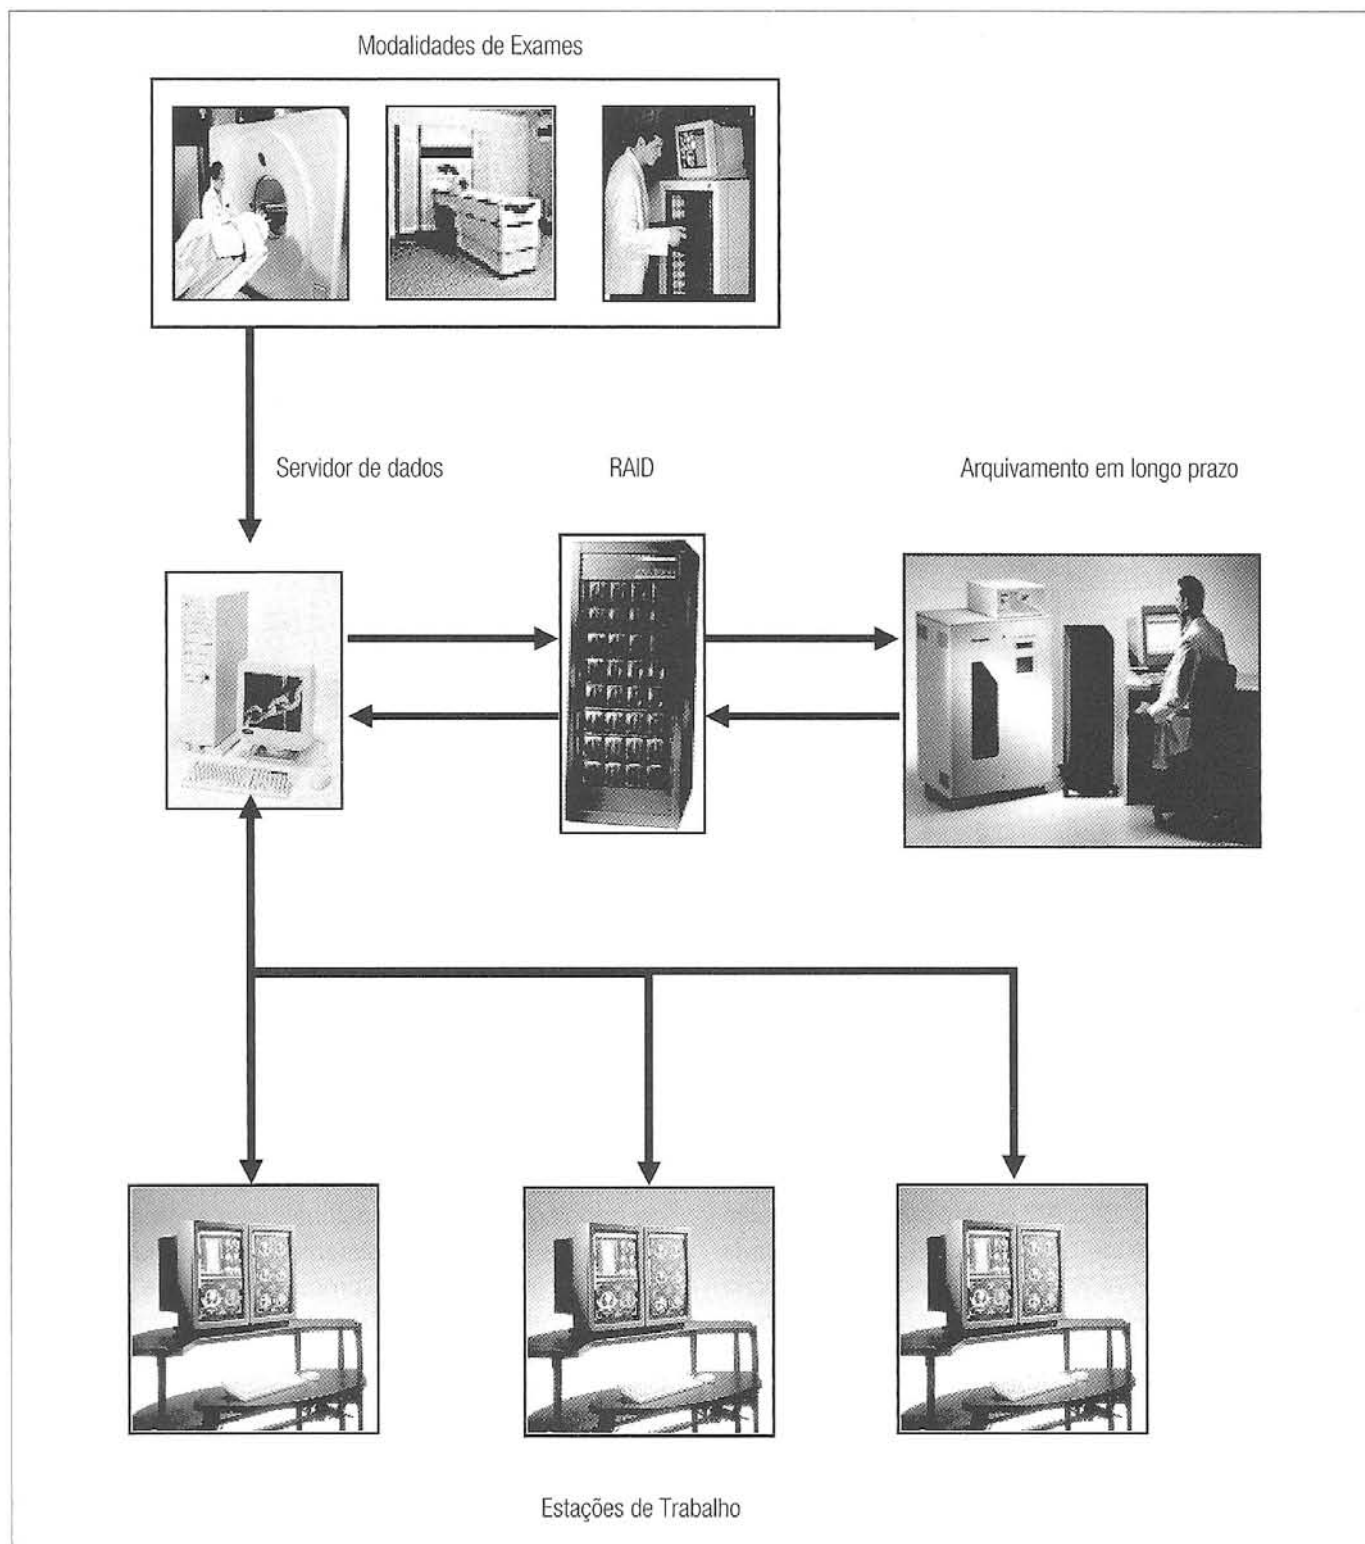 Modalidades de Exames
Servidor de dados
RAID
Arquivamento em longo prazo
Estações de Trabalho